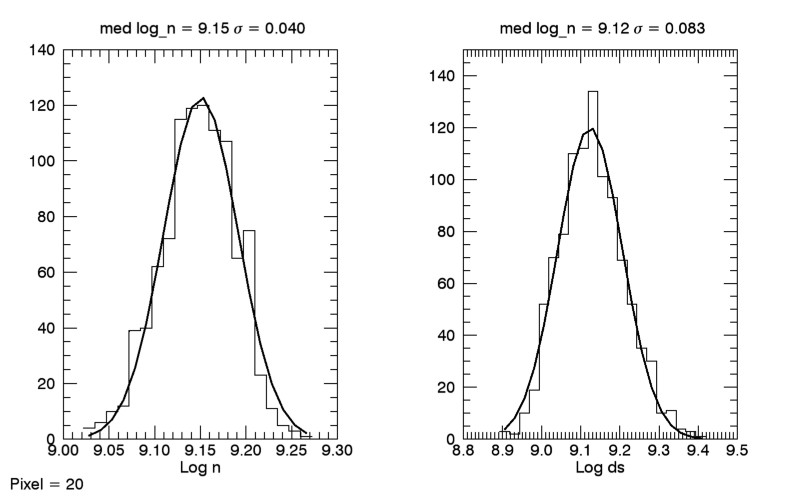 med log_n = 9.15 σ = 0.040
140
120
100
80
60
40
20
0
9.00 9.05 9.10 9.15 9.20 9.25 9.30
Log n
med log_n = 9.12 σ = 0.083
140
120
100
80
60
40
20
0
8.8 8.9 9.0 9.1 9.2 9.3 9.4 9.5
Log ds
Pixel = 20